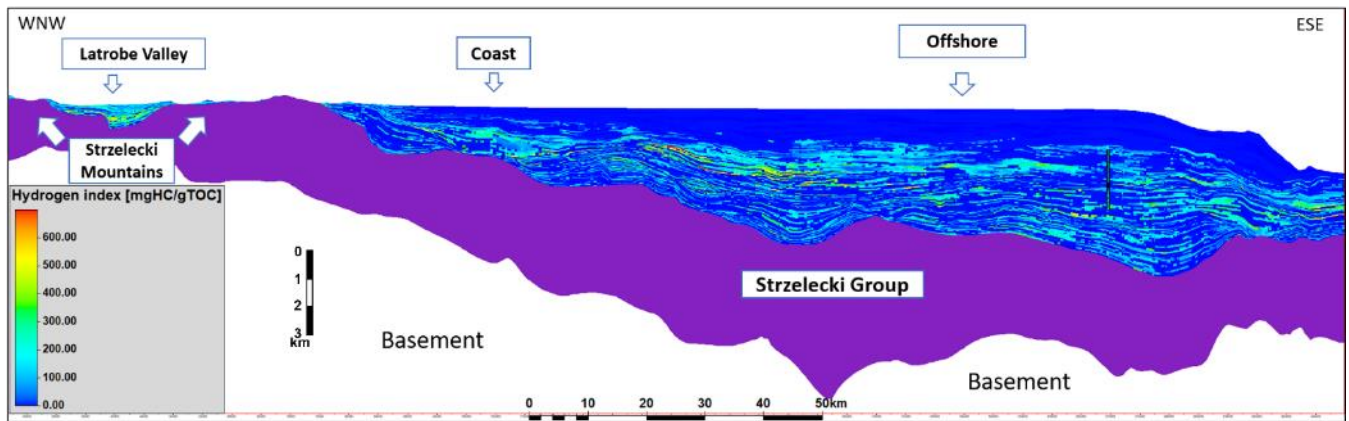 WNW
ESE
Latrobe Valley
Coast
Offshore
Strzelecki
Mountains
Hydrogen index [mgHC/gTOC]
600.00
500.00
400.00
300.00
200.00
100.00
0.00
0
1
2
3
km
Strzelecki Group
Basement
Basement
0 10 20 30 40 50km